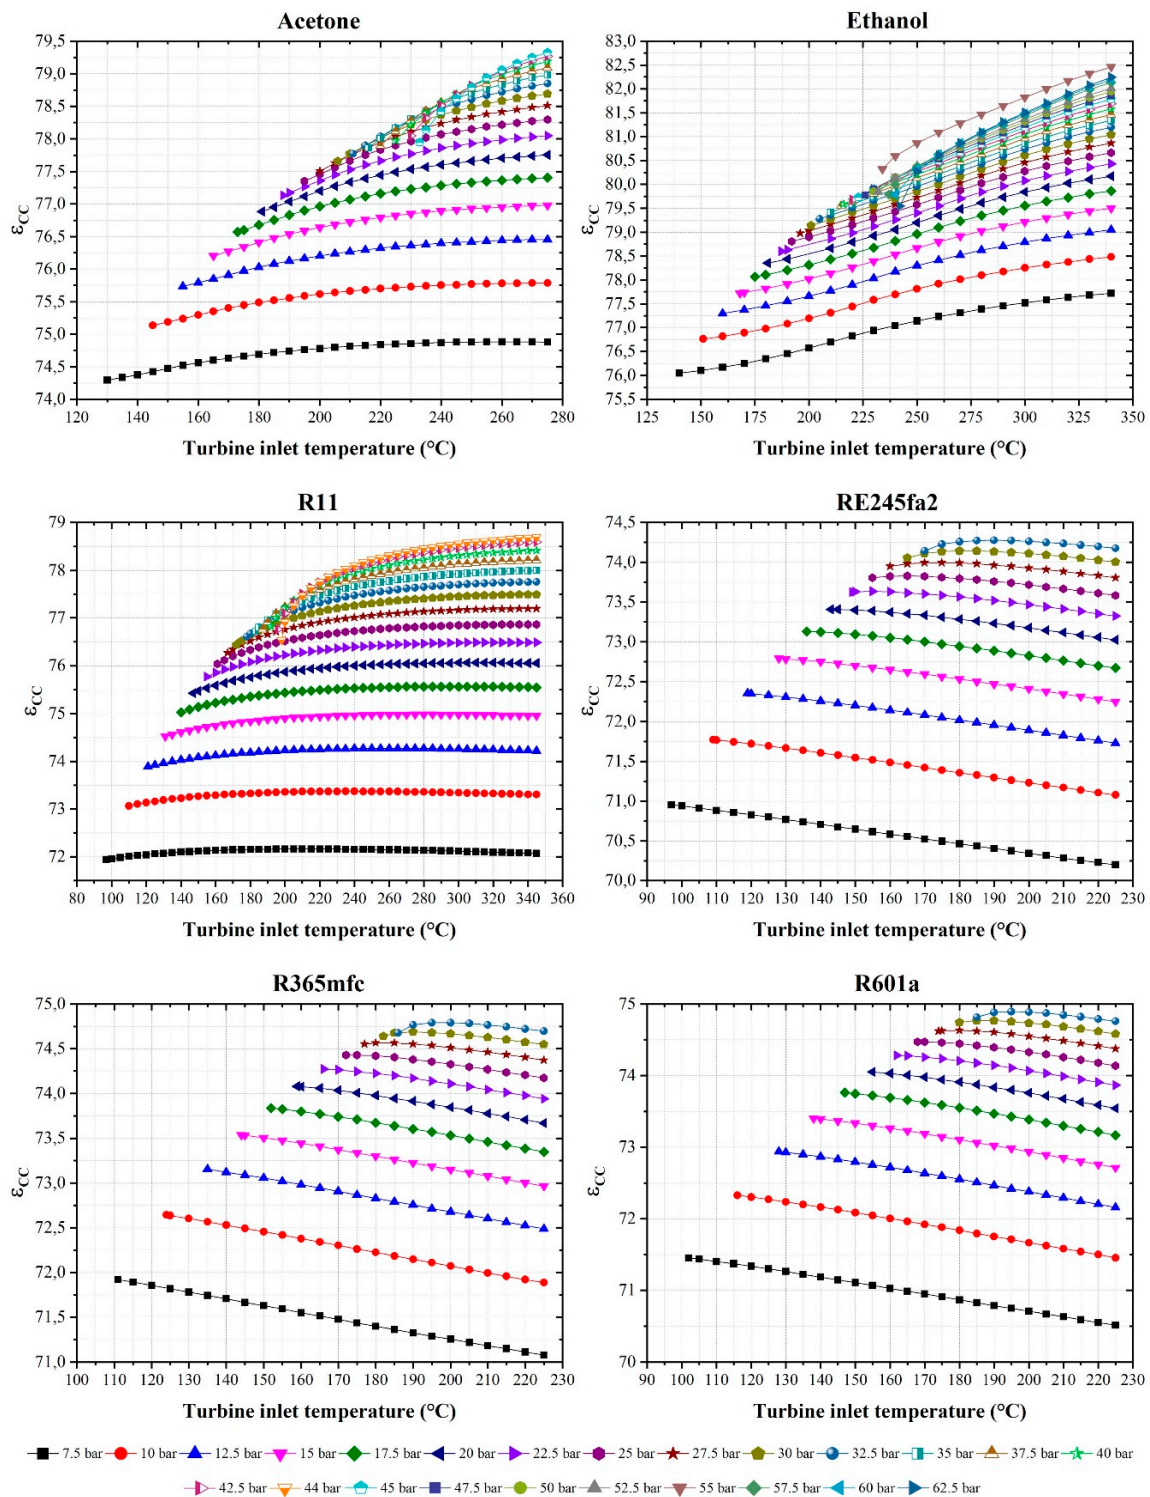 Acetone
79,5
79,0
78,5
78,0
77,5
77,0
76,5
76,0
75,5
75,0
74,5
74,0
εCC
120 140 160 180 200 220 240 260 280
Turbine inlet temperature (°C)
Ethanol
83,0
82,5
82,0
81,5
81,0
80,5
80,0
79,5
79,0
78,5
78,0
77,5
77,0
76,5
76,0
75,5
εCC
125 150 175 200 225 250 275 300 325 350
Turbine inlet temperature (°C)
R11
79
78
77
76
75
74
73
72
εCC
80 100 120 140 160 180 200 220 240 260 280 300 320 340 360
Turbine inlet temperature (°C)
RE245fa2
74,5
74,0
73,5
73,0
72,5
72,0
71,5
71,0
70,5
70,0
εCC
90 100 110 120 130 140 150 160 170 180 190 200 210 220 230
Turbine inlet temperature (°C)
R365mfc
75,0
74,5
74,0
73,5
73,0
72,5
72,0
71,5
71,0
εCC
100 110 120 130 140 150 160 170 180 190 200 210 220 230
Turbine inlet temperature (°C)
R601a
75
74
73
72
71
70
εCC
90 100 110 120 130 140 150 160 170 180 190 200 210 220 230
Turbine inlet temperature (°C)
7.5 bar 10 bar 12.5 bar 15 bar 17.5 bar 20 bar 22.5 bar 25 bar 27.5 bar 30 bar 32.5 bar 35 bar 37.5 bar 40 bar
42.5 bar 44 bar 45 bar 47.5 bar 50 bar 52.5 bar 55 bar 57.5 bar 60 bar 62.5 bar